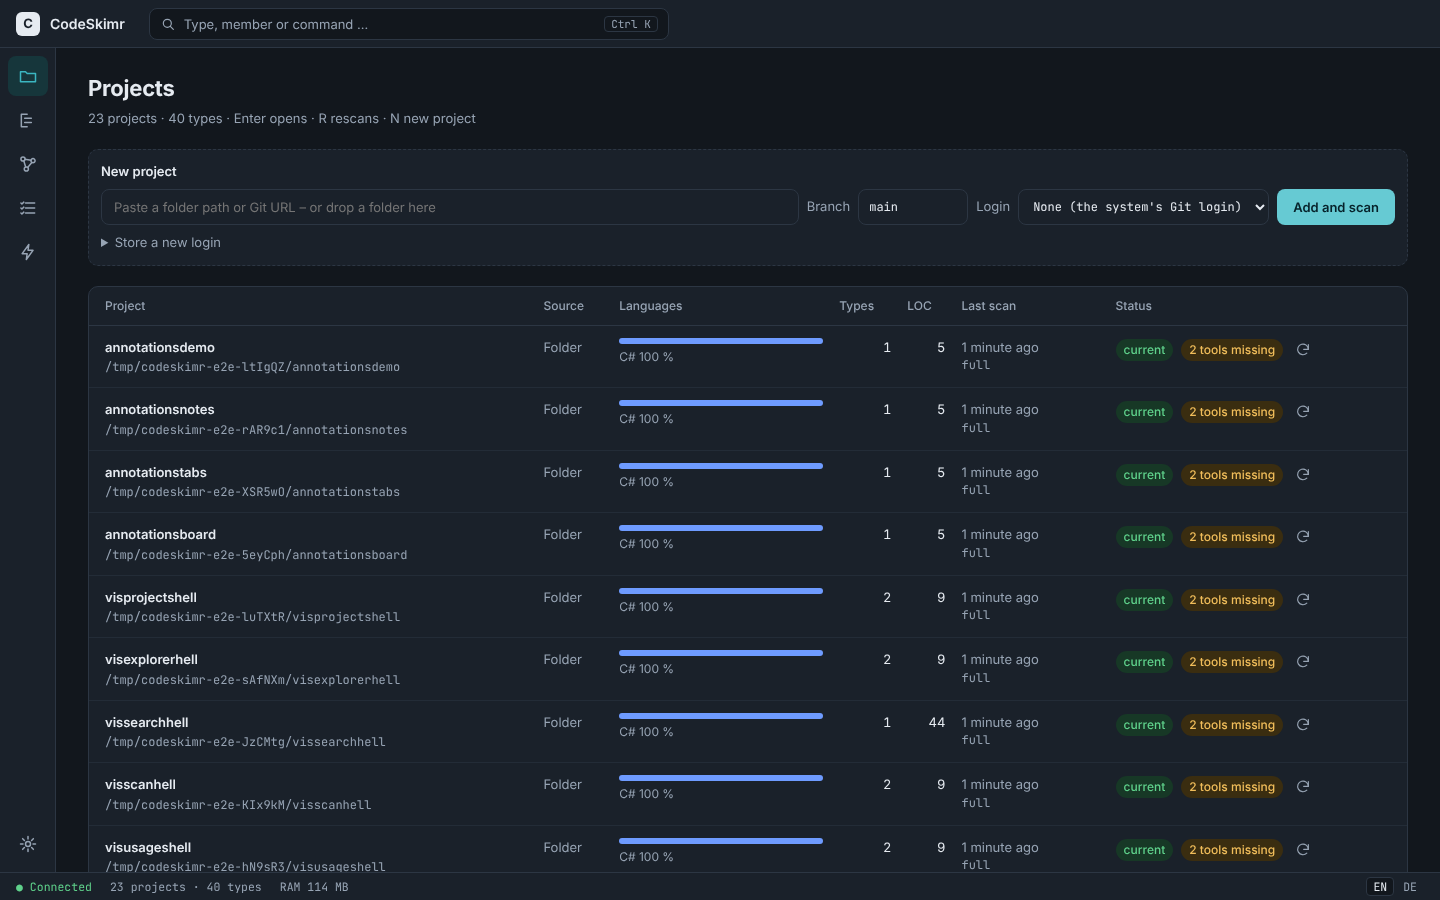 C CodeSkimr Type, member or command ... Ctrl K
Projects
23 projects · 40 types · Enter opens · R rescans · N new project
New project
Paste a folder path or Git URL – or drop a folder here Branch main Login None (the system's Git login) Add and scan
Store a new login
Project Source Languages Types LOC Last scan Status
annotationsdemo Folder C# 100 % 1 5 1 minute ago current 2 tools missing
/tmp/codeskimr-e2e-ltIgQZ/annotationsdemo full
annotationsnotes Folder C# 100 % 1 5 1 minute ago current 2 tools missing
/tmp/codeskimr-e2e-rAR9c1/annotationsnotes full
annotationstabs Folder C# 100 % 1 5 1 minute ago current 2 tools missing
/tmp/codeskimr-e2e-XSR5wO/annotationstabs full
annotationsboard Folder C# 100 % 1 5 1 minute ago current 2 tools missing
/tmp/codeskimr-e2e-5eyCph/annotationsboard full
visprojectshell Folder C# 100 % 2 9 1 minute ago current 2 tools missing
/tmp/codeskimr-e2e-luTXtR/visprojectshell full
visexplorerhell Folder C# 100 % 2 9 1 minute ago current 2 tools missing
/tmp/codeskimr-e2e-sAfNXm/visexplorerhell full
vissearchhell Folder C# 100 % 1 44 1 minute ago current 2 tools missing
/tmp/codeskimr-e2e-JzCMtg/vissearchhell full
visscanhell Folder C# 100 % 2 9 1 minute ago current 2 tools missing
/tmp/codeskimr-e2e-KIx9kM/visscanhell full
visusageshell Folder C# 100 % 2 9 1 minute ago current 2 tools missing
/tmp/codeskimr-e2e-hN9sR3/visusageshell full
Connected 23 projects · 40 types RAM 114 MB EN DE